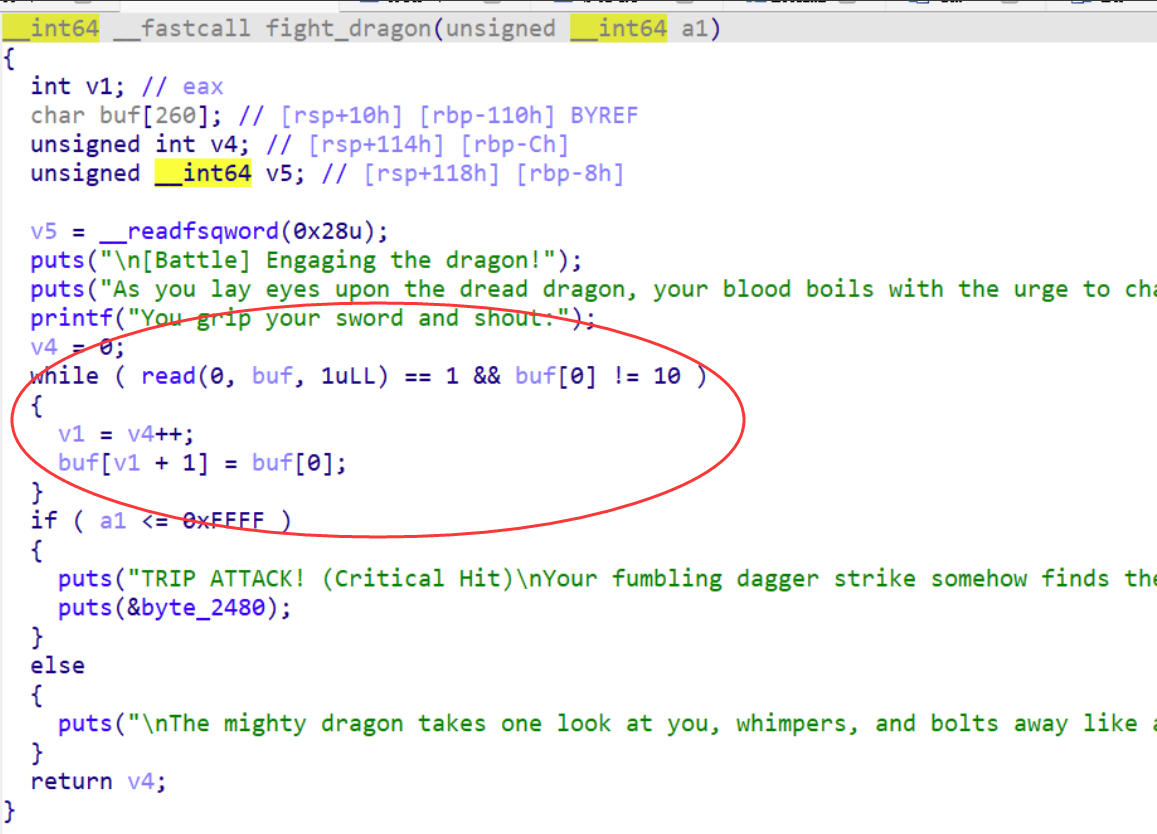 __int64 __fastcall fight_dragon(unsigned __int64 a1)
{
  int v1; // eax
  char buf[260]; // [rsp+10h] [rbp-110h] BYREF
  unsigned int v4; // [rsp+114h] [rbp-Ch]
  unsigned __int64 v5; // [rsp+118h] [rbp-8h]

  v5 = __readfsqword(0x28u);
  puts("\n[Battle] Engaging the dragon!");
  puts("As you lay eyes upon the dread dragon, your blood boils with the urge to cha
  printf("You grip your sword and shout:");
  v4 = 0;
  while ( read(0, buf, 1uLL) == 1 && buf[0] != 10 )
  {
    v1 = v4++;
    buf[v1 + 1] = buf[0];
  }
  if ( a1 <= 0xFFFF )
  {
    puts("TRIP ATTACK! (Critical Hit)\nYour fumbling dagger strike somehow finds the
    puts(&byte_2480);
  }
  else
  {
    puts("\nThe mighty dragon takes one look at you, whimpers, and bolts away like a
  }
  return v4;
}